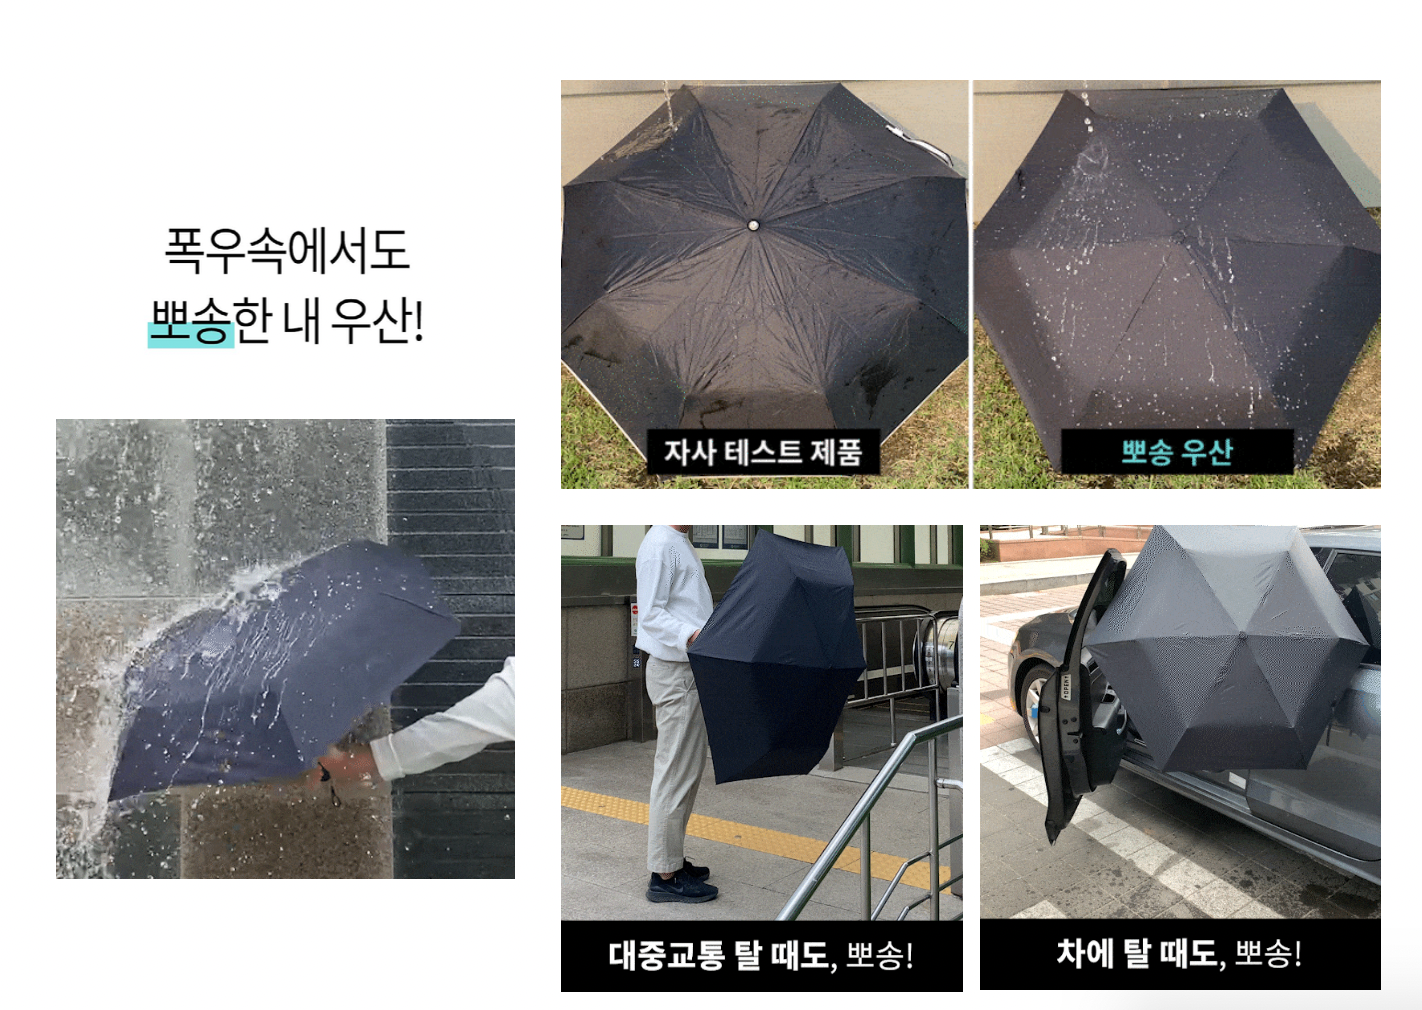 폭우속에서도
뽀송한 내 우산!
자사 테스트 제품
뽀송 우산
대중교통 탈 때도, 뽀송!
차에 탈 때도, 뽀송!